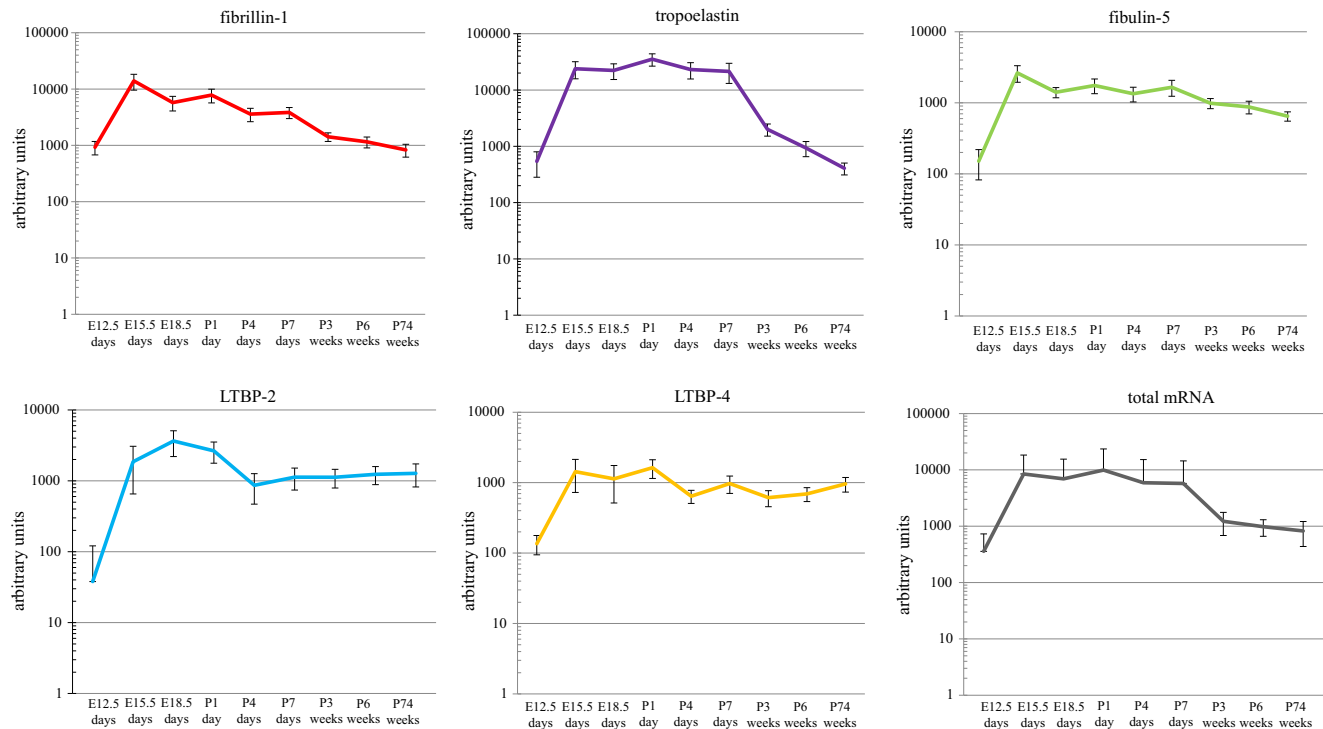 fibrillin-1
100000
10000
1000
100
10
1
arbitrary units
E12.5 E15.5 E18.5 P1 P4 P7 P3 P6 P74
days days days day days days weeks weeks weeks
tropoelastin
100000
10000
1000
100
10
1
arbitrary units
E12.5 E15.5 E18.5 P1 P4 P7 P3 P6 P74
days days days day days days weeks weeks weeks
fibulin-5
10000
1000
100
10
1
arbitrary units
E12.5 E15.5 E18.5 P1 P4 P7 P3 P6 P74
days days days day days days weeks weeks weeks
LTBP-2
10000
1000
100
10
1
arbitrary units
E12.5 E15.5 E18.5 P1 P4 P7 P3 P6 P74
days days days day days days weeks weeks weeks
LTBP-4
10000
1000
100
10
1
arbitrary units
E12.5 E15.5 E18.5 P1 P4 P7 P3 P6 P74
days days days day days days weeks weeks weeks
total mRNA
100000
10000
1000
100
10
1
arbitrary units
E12.5 E15.5 E18.5 P1 P4 P7 P3 P6 P74
days days days day days days weeks weeks weeks